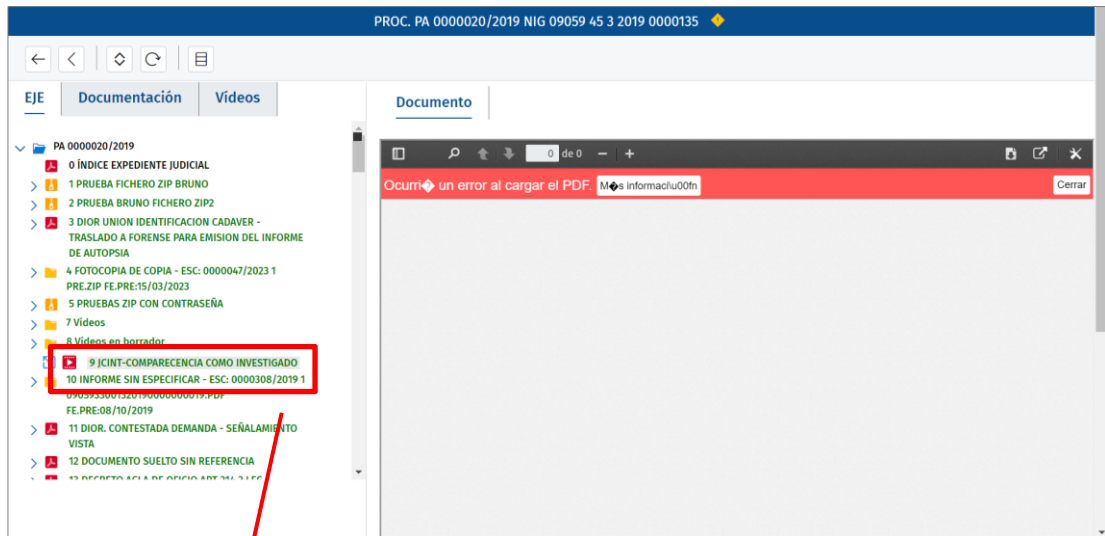 PROC. PA 0000020/2019 NIG 09059 45 3 2019 0000135
EJE Documentación Vídeos
Documento
PA 0000020/2019
0 ÍNDICE EXPEDIENTE JUDICIAL
1 PRUEBA FICHERO ZIP BRUNO
2 PRUEBA BRUNO FICHERO ZIP2
3 DIOR UNION IDENTIFICACION CADAVER -
TRASLADO A FORENSE PARA EMISION DEL INFORME
DE AUTOPSIA
4 FOTOCOPIA DE COPIA - ESC: 0000047/2023 1
PRE.ZIP FE.PRE:15/03/2023
5 PRUEBAS ZIP CON CONTRASEÑA
7 Vídeos
8 Vídeos en borrador
9 JCINT-COMPARECENCIA COMO INVESTIGADO
10 INFORME SIN ESPECIFICAR - ESC: 0000308/2019 1
FE.PRE:08/10/2019
11 DIOR. CONTESTADA DEMANDA - SEÑALAMIENTO
VISTA
12 DOCUMENTO SUELTO SIN REFERENCIA
0 de 0
Ocurri� un error al cargar el PDF. M�s informaci\u00fn Cerrar